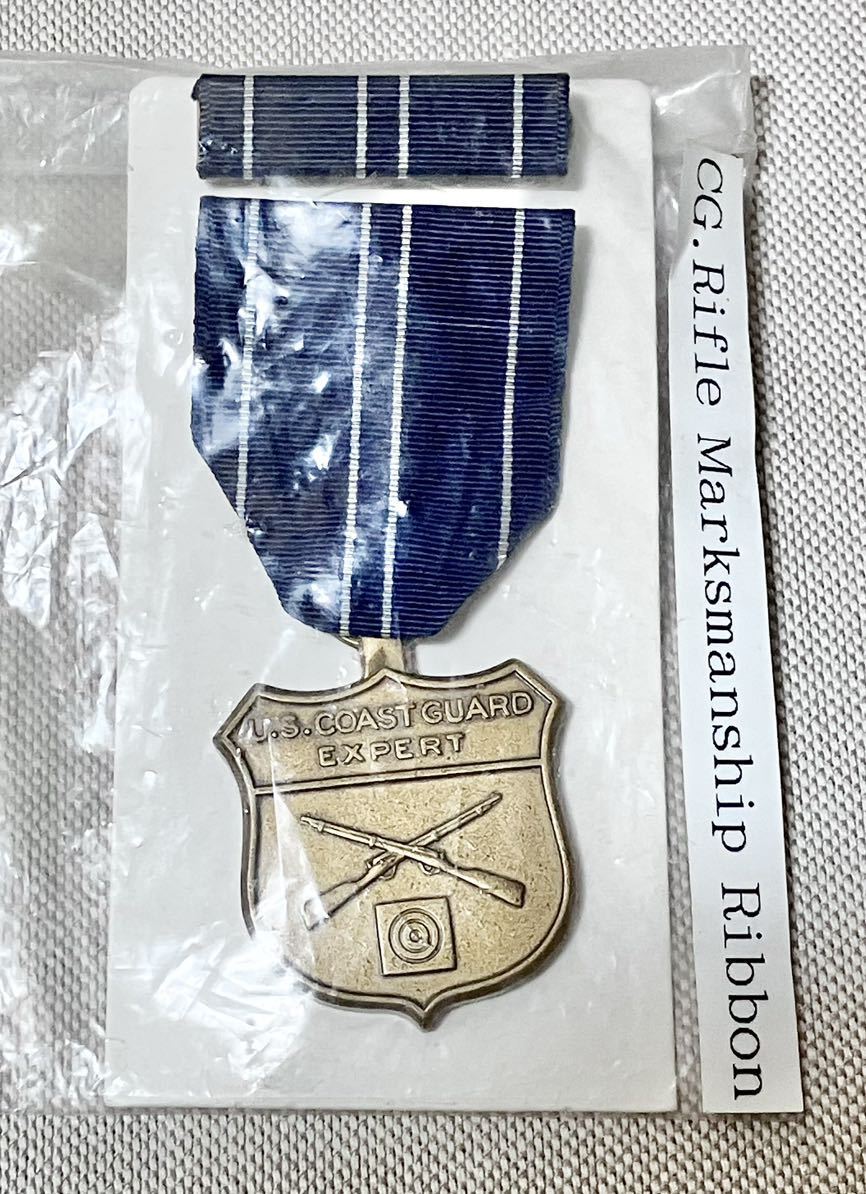 U.S. COAST GUARD
EXPERT
CG. Rifle Marksmanship Ribbon